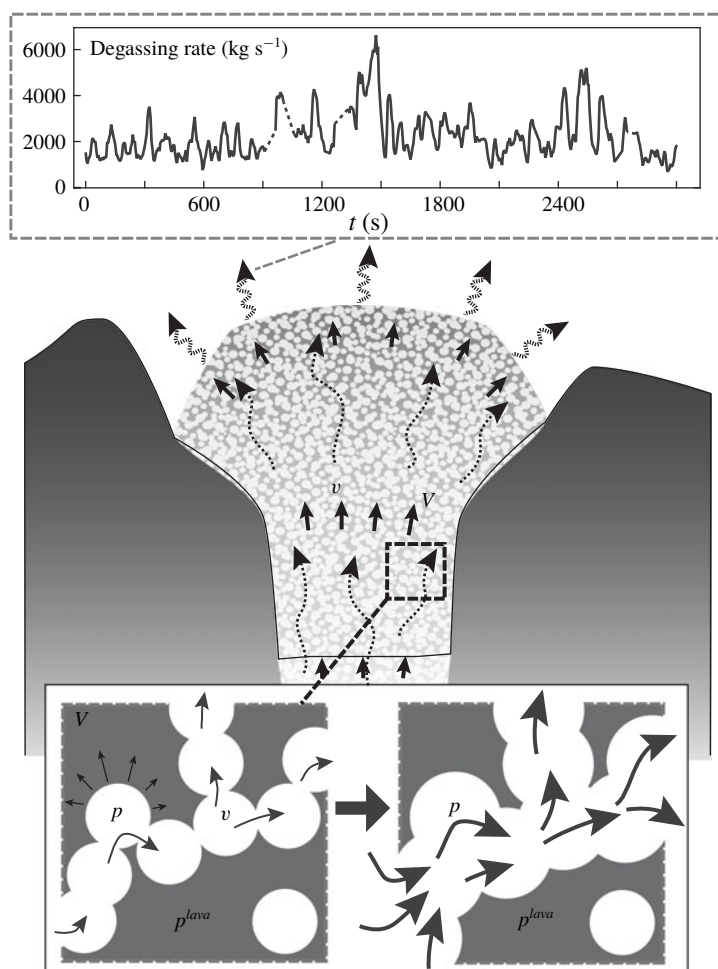 Degassing rate (kg s⁻¹)
6000
4000
2000
0
0 600 1200 1800 2400
t (s)
v
V
V
p
v
p^lava
p
p^lava